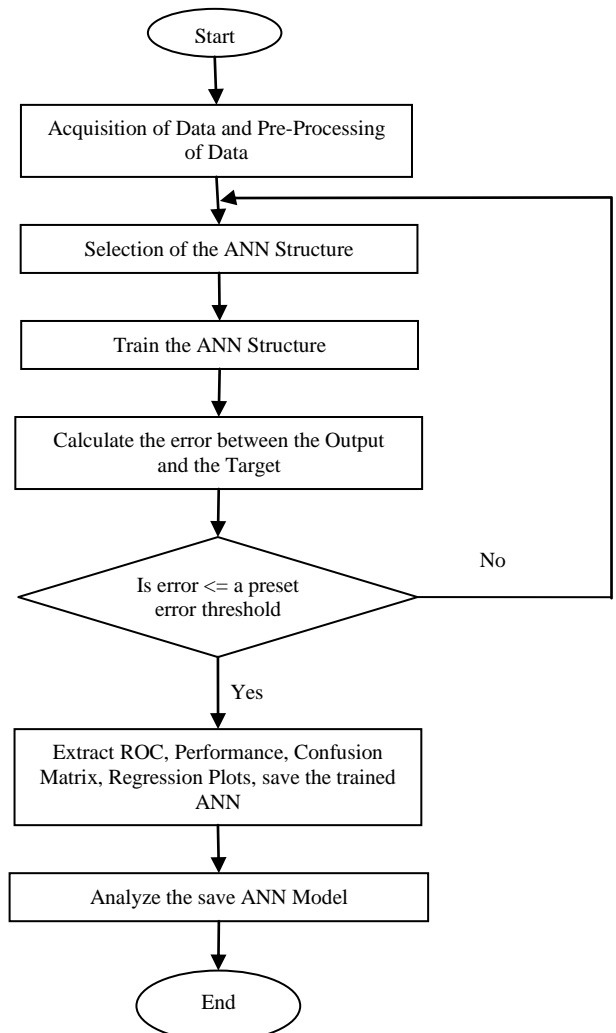 Start
Acquisition of Data and Pre-Processing
of Data
Selection of the ANN Structure
Train the ANN Structure
Calculate the error between the Output
and the Target
Is error <= a preset
error threshold
No
Yes
Extract ROC, Performance, Confusion
Matrix, Regression Plots, save the trained
ANN
Analyze the save ANN Model
End